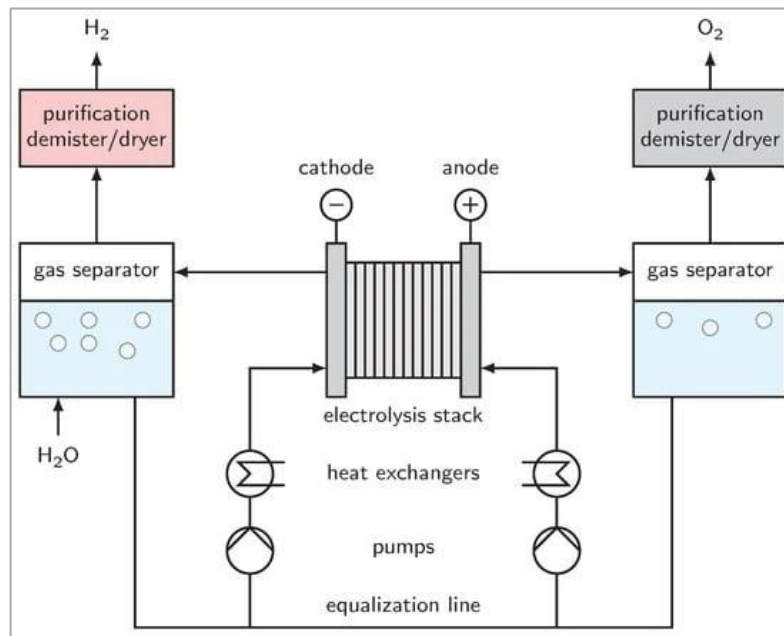 H₂
O₂
purification
demister/dryer
purification
demister/dryer
cathode
anode
−
+
gas separator
gas separator
electrolysis stack
H₂O
heat exchangers
pumps
equalization line